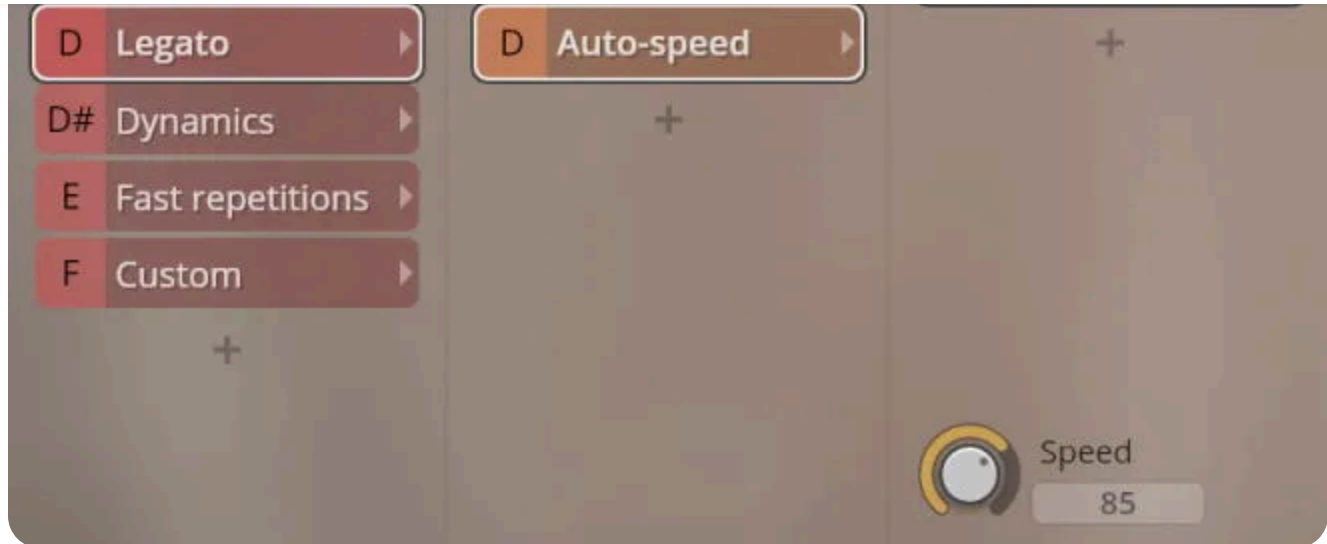 D Legato
D Auto-speed
D# Dynamics
E Fast repetitions
F Custom
Speed
85